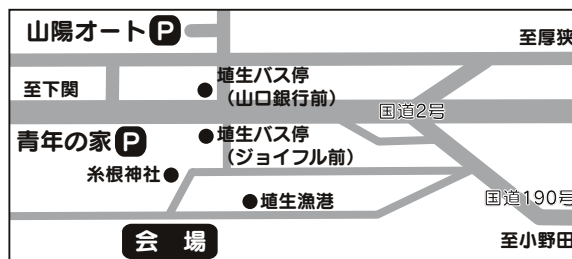 山陽オートP
至厚狭
至下関
埴生バス停
(山口銀行前)
国道2号
青年の家P
埴生バス停
(ジョイフル前)
糸根神社
埴生漁港
国道190号
会場
至小野田